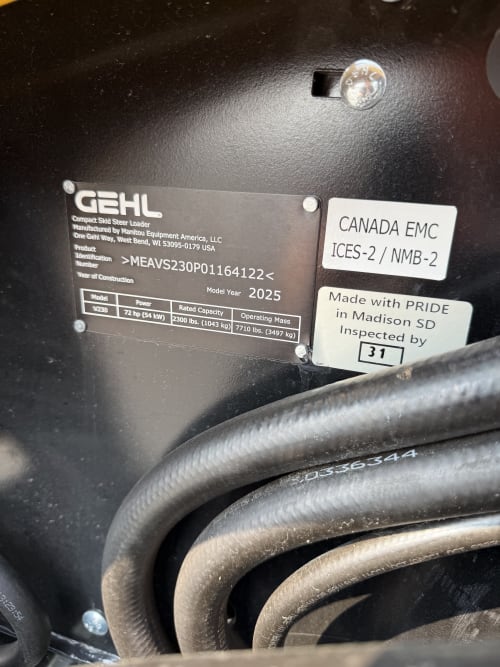 GEHL
Compact Skid Steer Loader
Manufactured by Manitou Equipment America, LLC
One Gehl Way, West Bend, WI 53095-0179 USA
Product
Identification
Number
>MEAVS230P01164122<
Year of Construction
Model Year 2025
Model Power Rated Capacity Operating Mass
V230 72 hp (54 kW) 2300 lbs. (1043 kg) 7710 lbs. (3497 kg)
CANADA EMC
ICES-2 / NMB-2
Made with PRIDE
in Madison SD
Inspected by
31
0336344